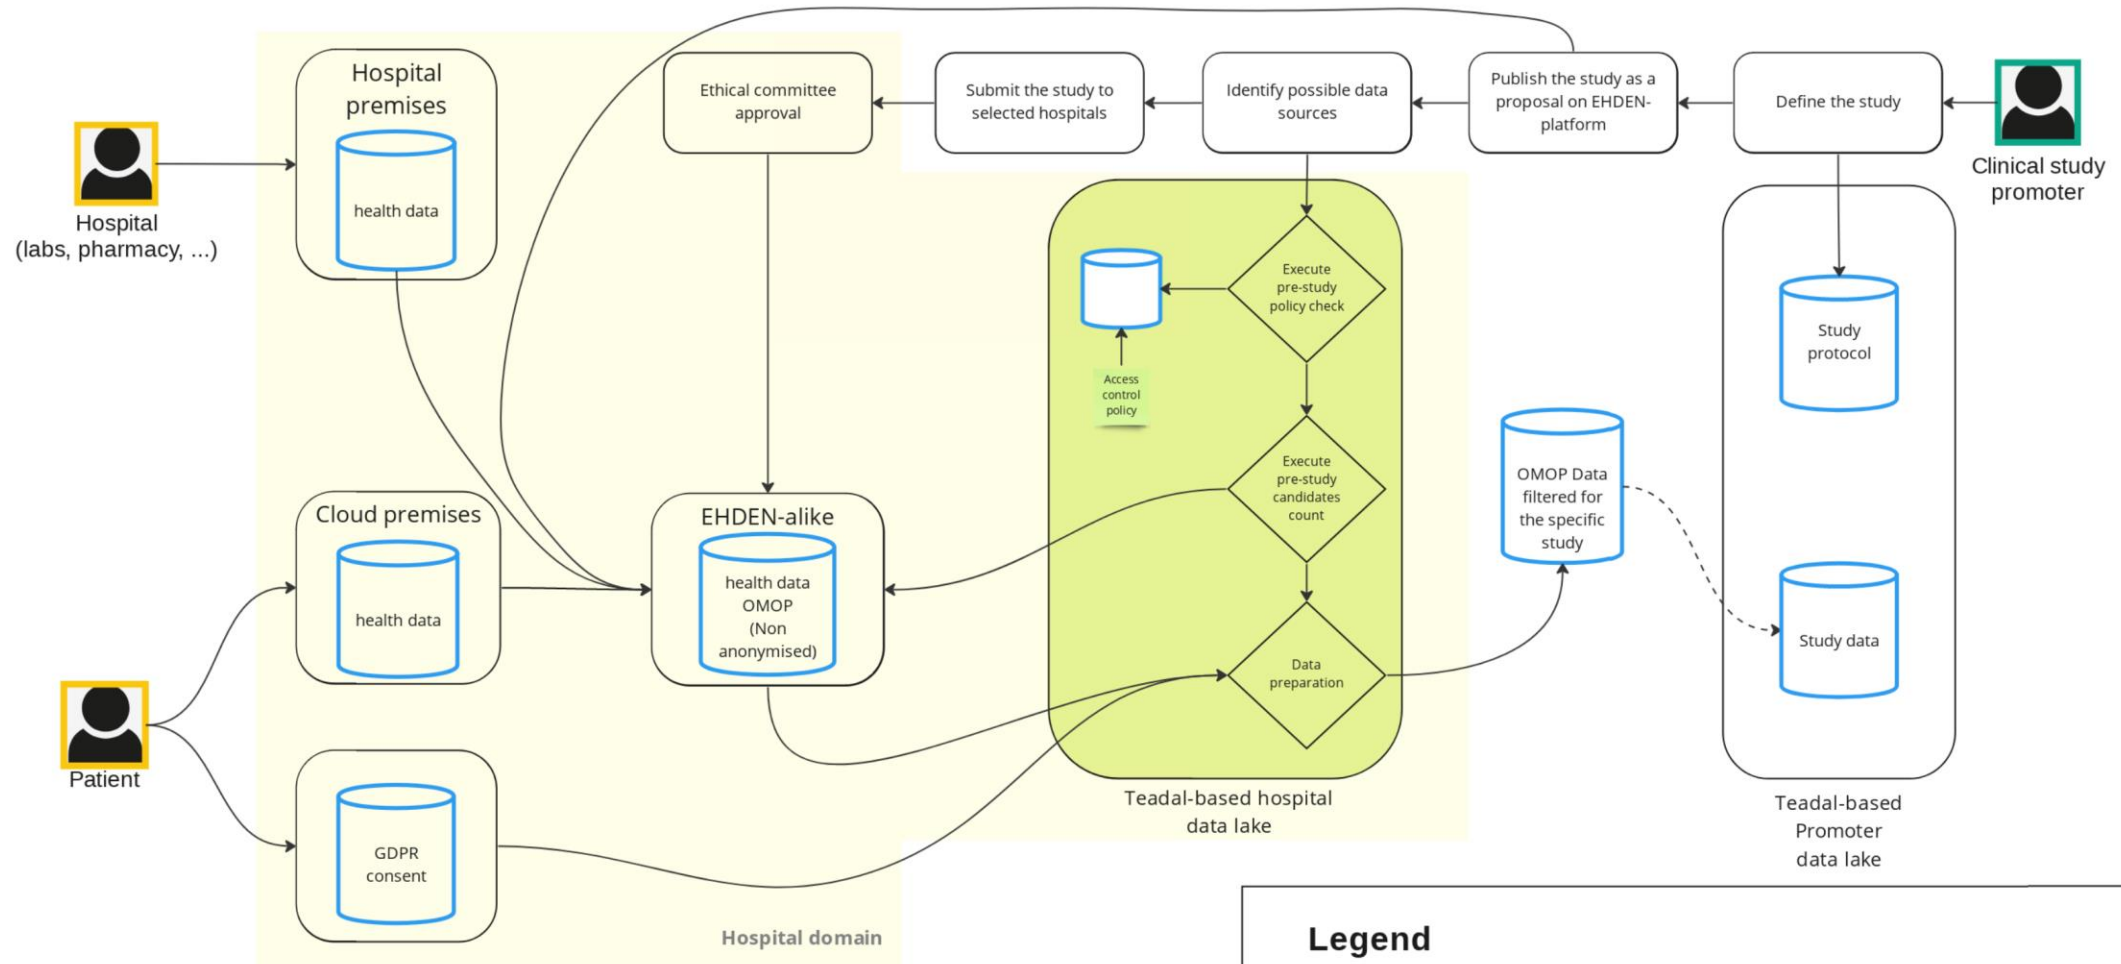 Hospital
premises
health data
Hospital
(labs, pharmacy, ...)
Ethical committee
approval
Submit the study to
selected hospitals
Identify possible data
sources
Publish the study as a
proposal on EHDEN-
platform
Define the study
Clinical study
promoter
Execute
pre-study
policy check
Access
control
policy
Execute
pre-study
candidates
count
Data
preparation
Teadal-based hospital
data lake
Study
protocol
OMOP Data
filtered for
the specific
study
Study data
Teadal-based
Promoter
data lake
Cloud premises
health data
EHDEN-alike
health data
OMOP
(Non
anonymised)
Patient
GDPR
consent
Hospital domain
Legend